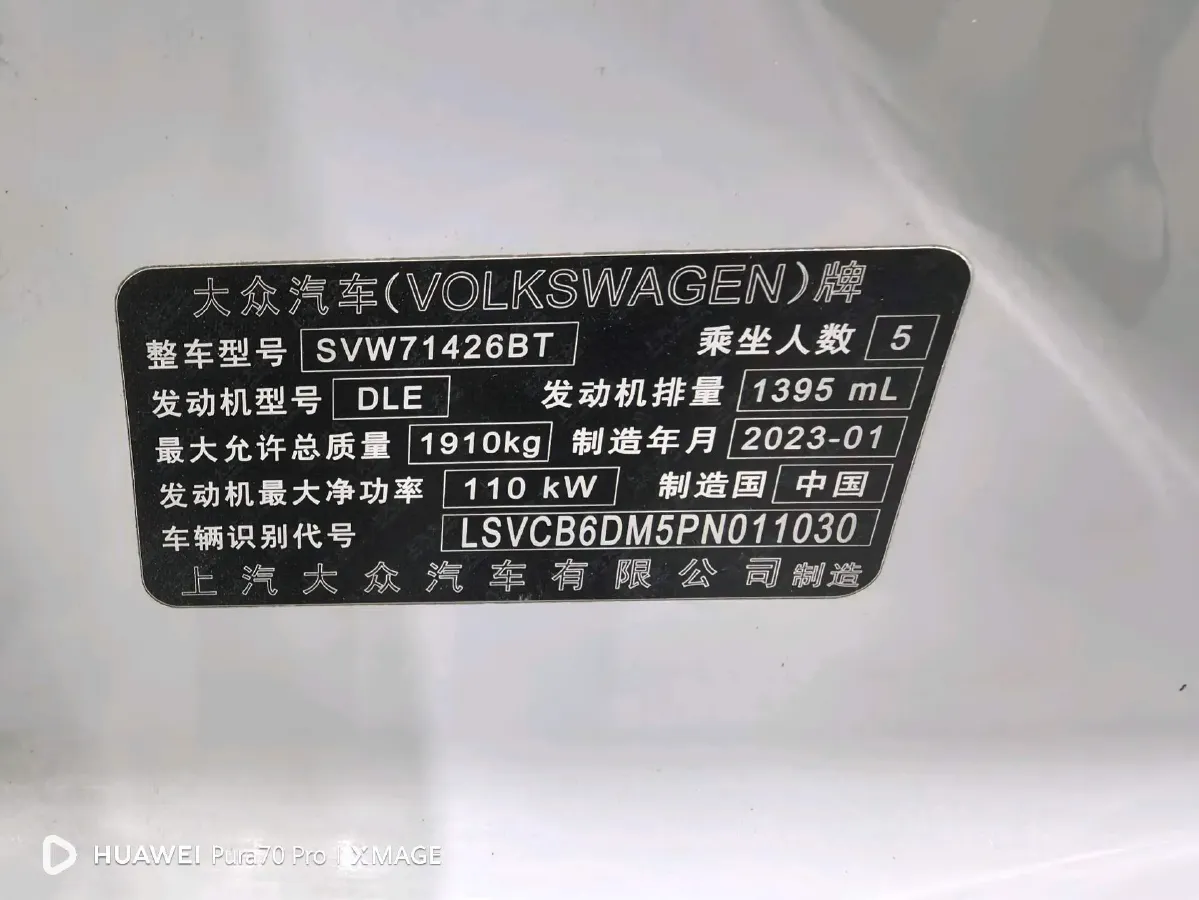 大众汽车(VOLKSWAGEN)牌
整车型号 SVW71426BT 乘坐人数 5
发动机型号 DLE 发动机排量 1395 mL
最大允许总质量 1910kg 制造年月 2023-01
发动机最大净功率 110 kW 制造国 中国
车辆识别代号 LSVCB6DM5PN011030
上汽大众汽车有限公司制造
HUAWEI Pura70 Pro | XMAGE